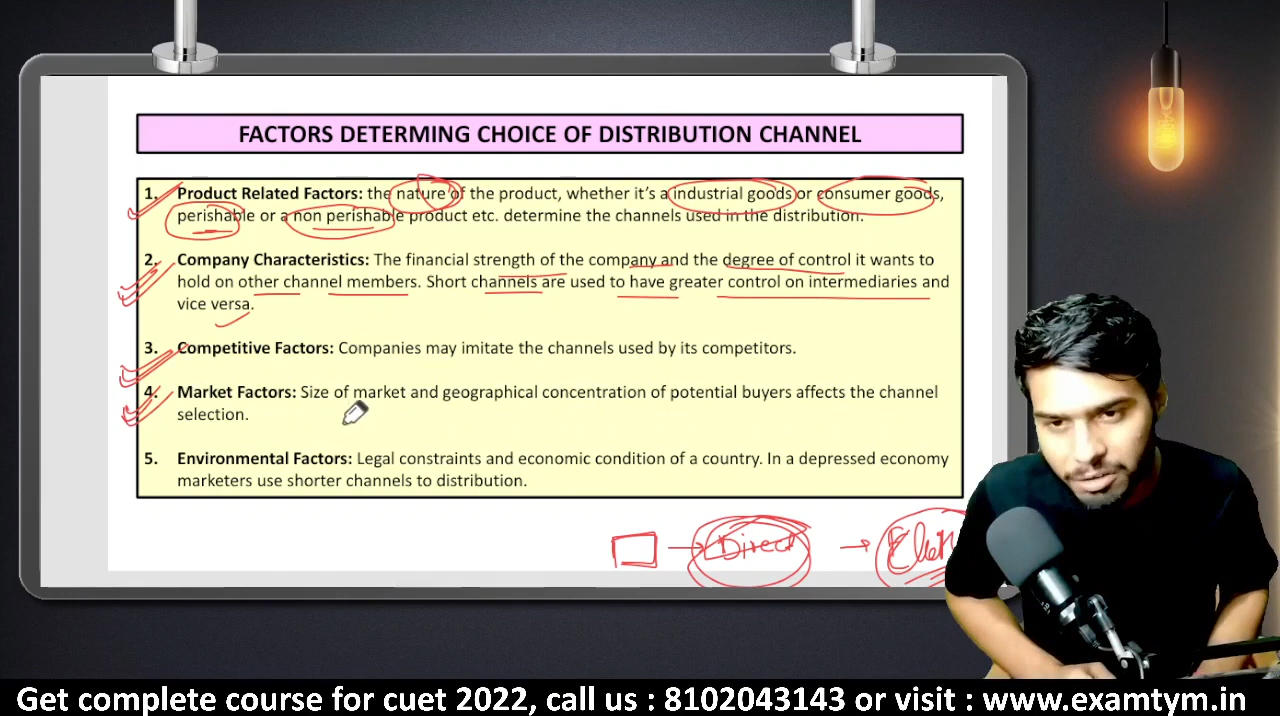 FACTORS DETERMING CHOICE OF DISTRIBUTION CHANNEL
1. Product Related Factors: the nature of the product, whether it's a industrial goods or consumer goods,
perishable or a non perishable product etc. determine the channels used in the distribution.
2. Company Characteristics: The financial strength of the company and the degree of control it wants to
hold on other channel members. Short channels are used to have greater control on intermediaries and
vice versa.
3. Competitive Factors: Companies may imitate the channels used by its competitors.
4. Market Factors: Size of market and geographical concentration of potential buyers affects the channel
selection.
5. Environmental Factors: Legal constraints and economic condition of a country. In a depressed economy
marketers use shorter channels to distribution.
Direct
Get complete course for cuet 2022, call us : 8102043143 or visit : www.examtym.in